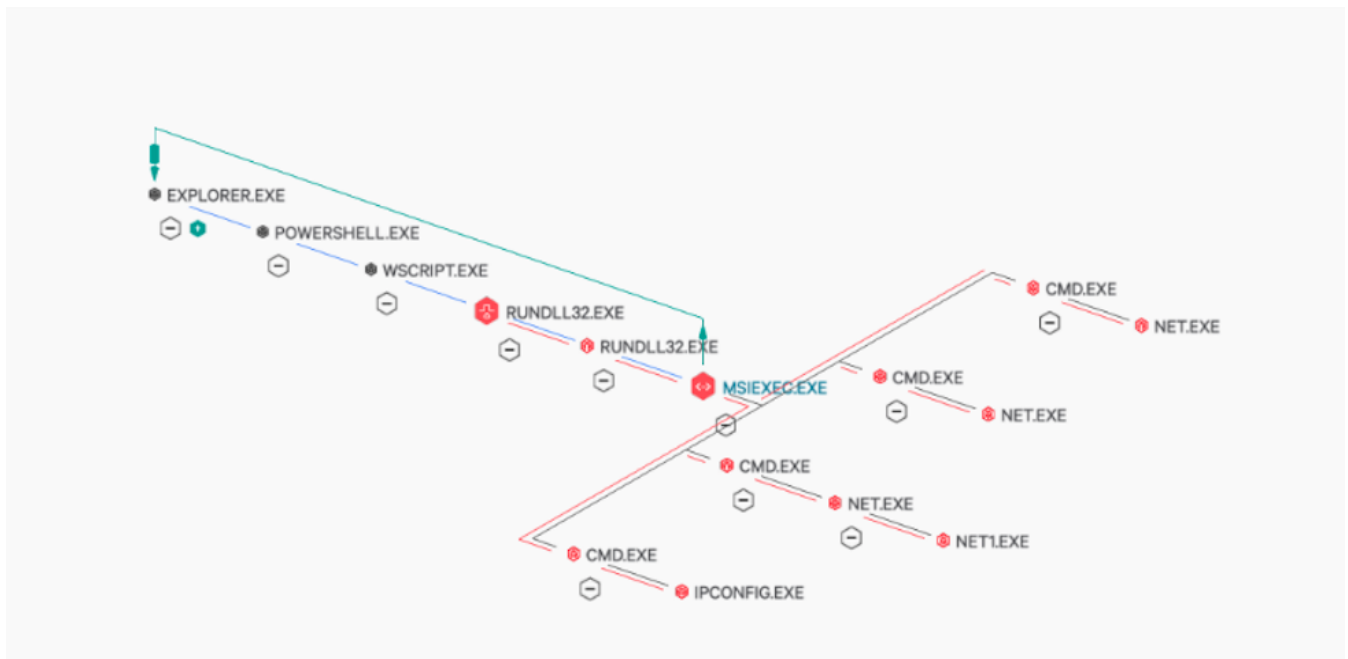 EXPLORER.EXE
POWERSHELL.EXE
WSCRIPT.EXE
RUNDLL32.EXE
RUNDLL32.EXE
MSIEXEC.EXE
CMD.EXE
NET.EXE
CMD.EXE
NET.EXE
CMD.EXE
NET.EXE
NET1.EXE
CMD.EXE
IPCONFIG.EXE